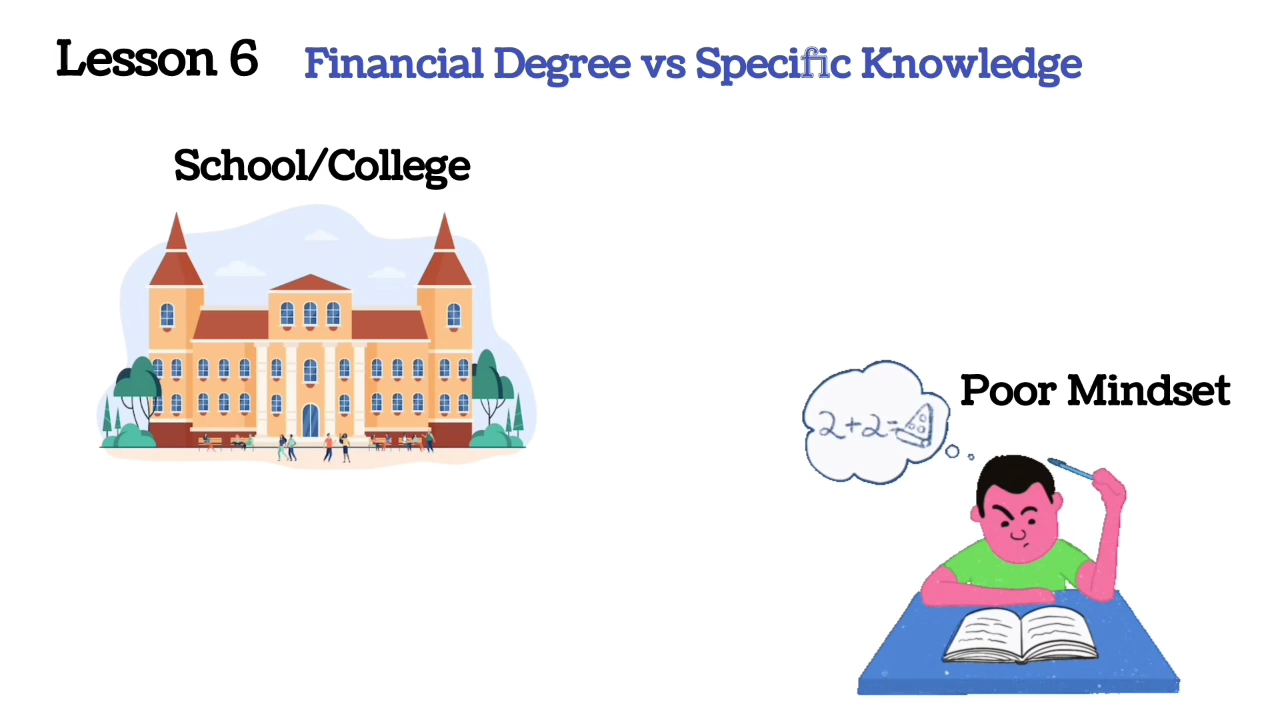 Lesson 6 Financial Degree vs Specific Knowledge
School/College
Poor Mindset
2+2=